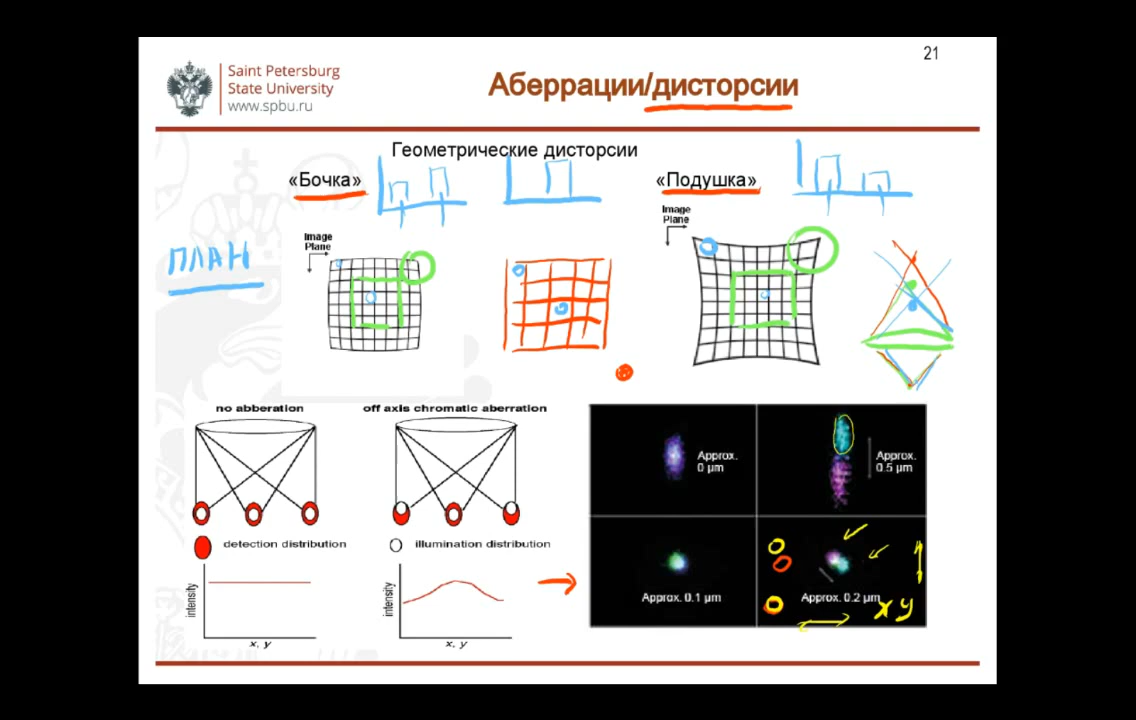 21
Saint Petersburg
State University
www.spbu.ru
Аберрации/дисторсии
Геометрические дисторсии
«Бочка»
«Подушка»
Image
Plane
Image
Plane
ПЛАН
no abberation
off axis chromatic aberration
Approx.
0 μm
Approx.
0.5 μm
detection distribution
illumination distribution
intensity
x, y
intensity
x, y
Approx. 0.1 μm
Approx. 0.2 μm
xy